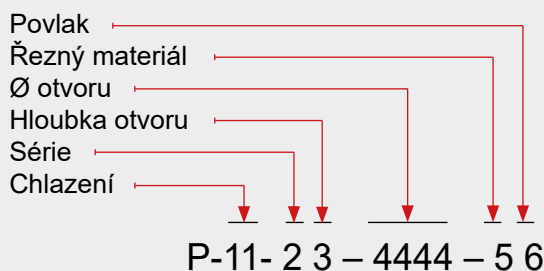 Povlak
Řezný materiál
Ø otvoru
Hloubka otvoru
Série
Chlazení
P-11- 2 3 – 4444 – 5 6